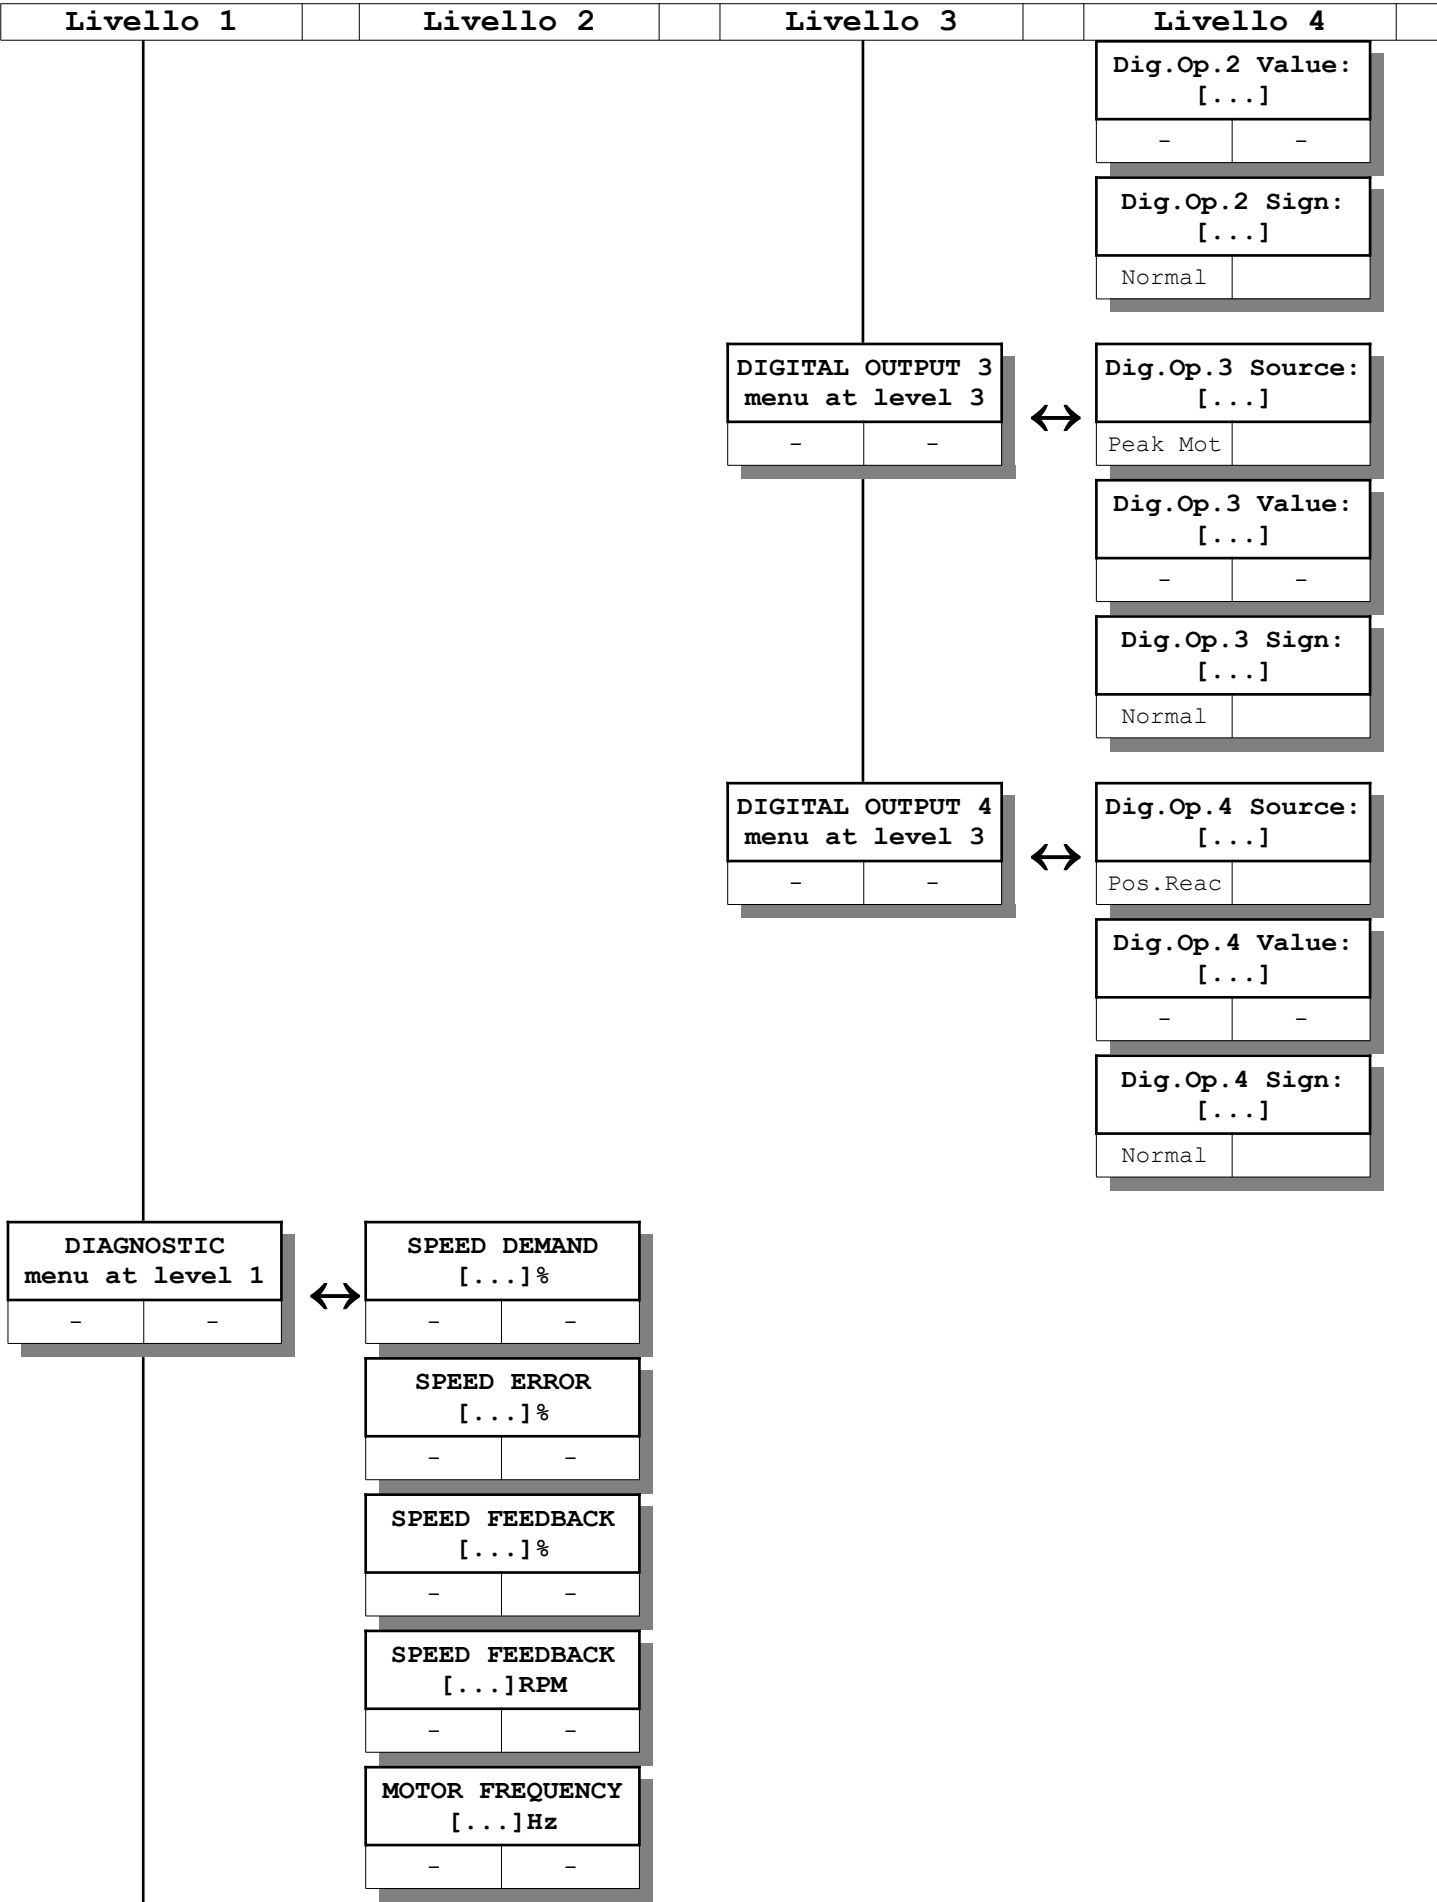 Livello 1 Livello 2 Livello 3 Livello 4
Dig.Op.2 Value:
[...]
- -
Dig.Op.2 Sign:
[...]
Normal
DIGITAL OUTPUT 3
menu at level 3
- -
Dig.Op.3 Source:
[...]
Peak Mot
Dig.Op.3 Value:
[...]
- -
Dig.Op.3 Sign:
[...]
Normal
DIGITAL OUTPUT 4
menu at level 3
- -
Dig.Op.4 Source:
[...]
Pos.Reac
Dig.Op.4 Value:
[...]
- -
Dig.Op.4 Sign:
[...]
Normal
DIAGNOSTIC
menu at level 1
- -
SPEED DEMAND
[...]%
- -
SPEED ERROR
[...]%
- -
SPEED FEEDBACK
[...]%
- -
SPEED FEEDBACK
[...]RPM
- -
MOTOR FREQUENCY
[...]Hz
- -